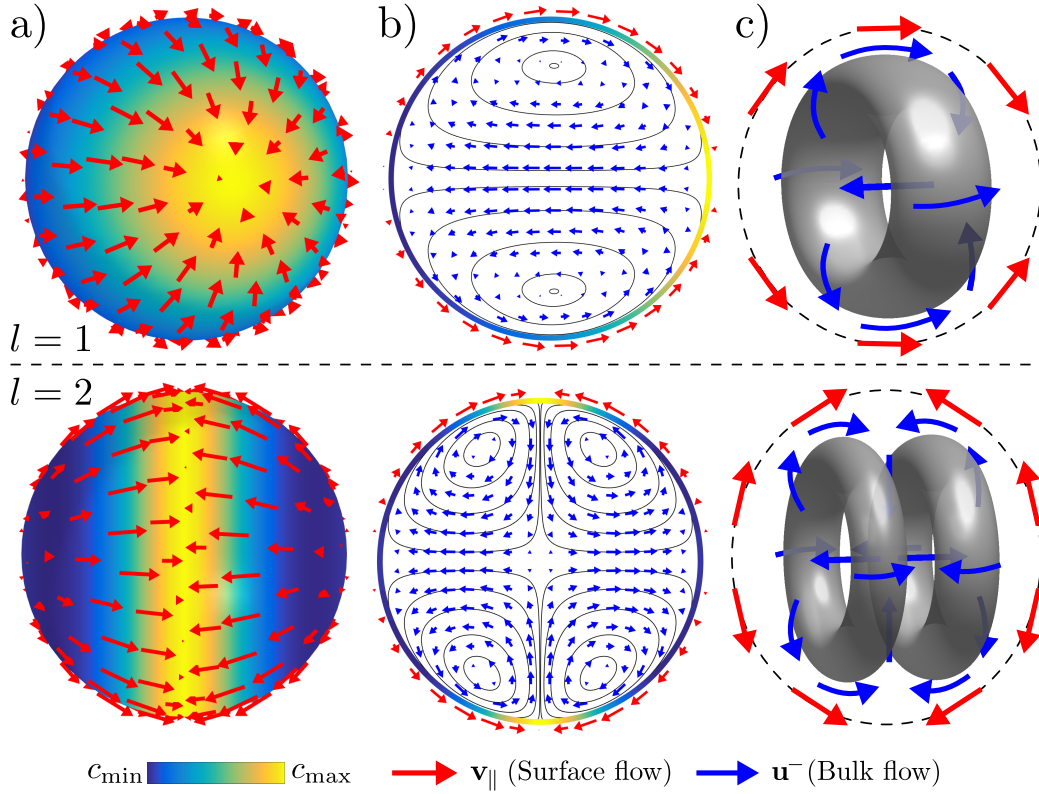 a)
b)
c)
l = 1
l = 2
c_min
c_max
v_∥ (Surface flow)
u⁻ (Bulk flow)